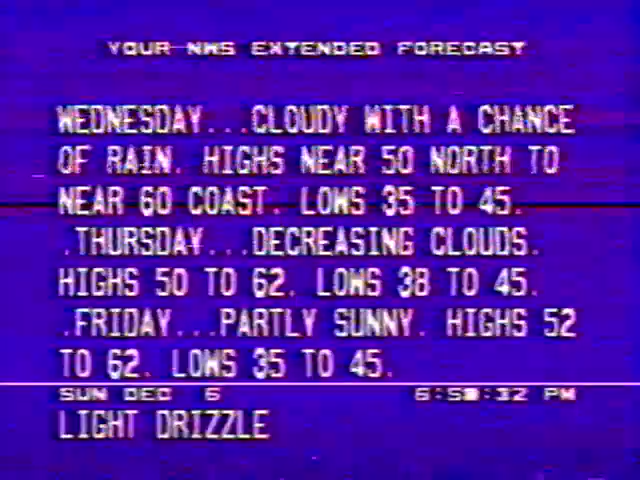 YOUR NWS EXTENDED FORECAST
WEDNESDAY...CLOUDY WITH A CHANCE
OF RAIN. HIGHS NEAR 50 NORTH TO
NEAR 60 COAST. LOWS 35 TO 45.
.THURSDAY...DECREASING CLOUDS.
HIGHS 50 TO 62. LOWS 38 TO 45.
.FRIDAY...PARTLY SUNNY. HIGHS 52
TO 62. LOWS 35 TO 45.
SUN DEC 6 PM
LIGHT DRIZZLE